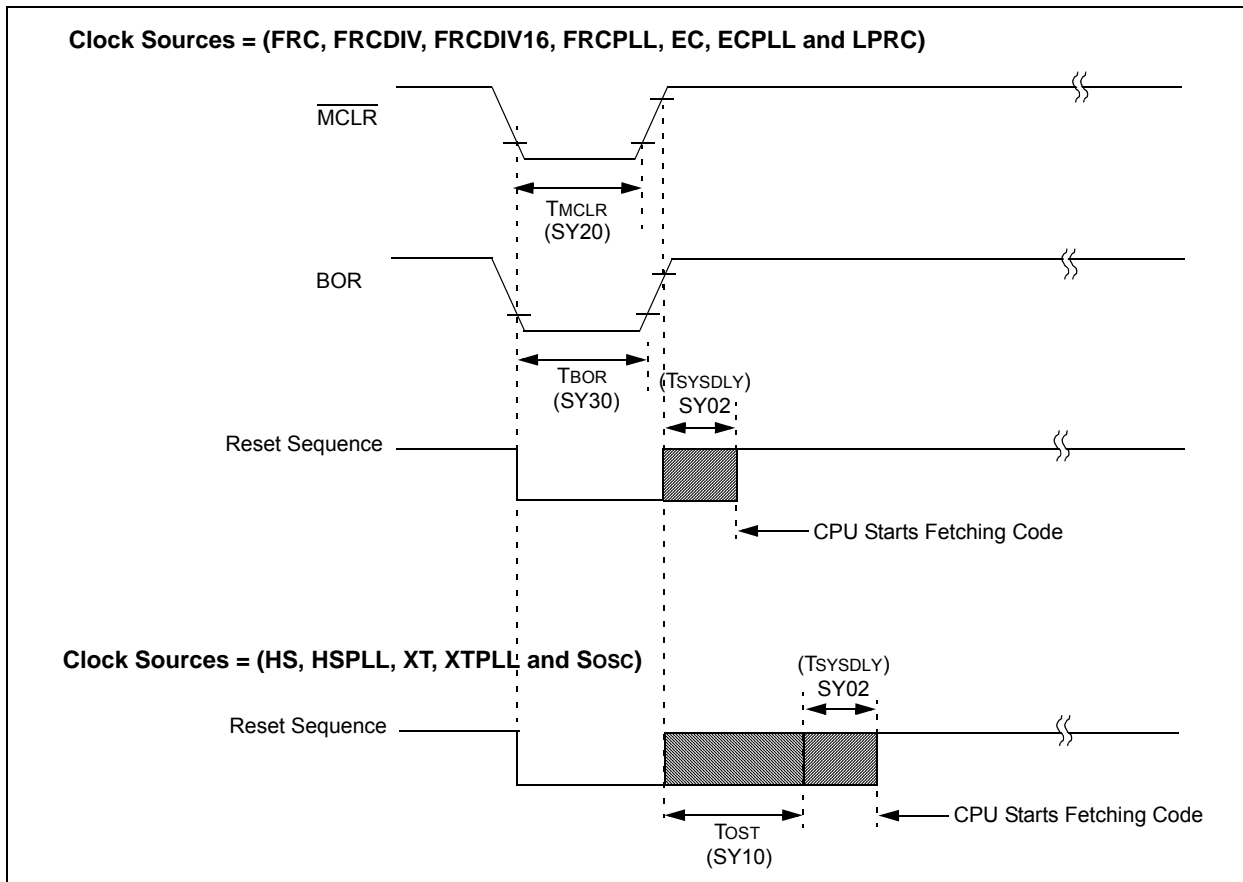 Clock Sources = (FRC, FRCDIV, FRCDIV16, FRCPLL, EC, ECPLL and LPRC)
MCLR
TMCLR
(SY20)
BOR
TBOR
(SY30)
(TSYSDLY)
SY02
Reset Sequence
CPU Starts Fetching Code
Clock Sources = (HS, HSPLL, XT, XTPLL and SOSC)
(TSYSDLY)
SY02
Reset Sequence
CPU Starts Fetching Code
TOST
(SY10)